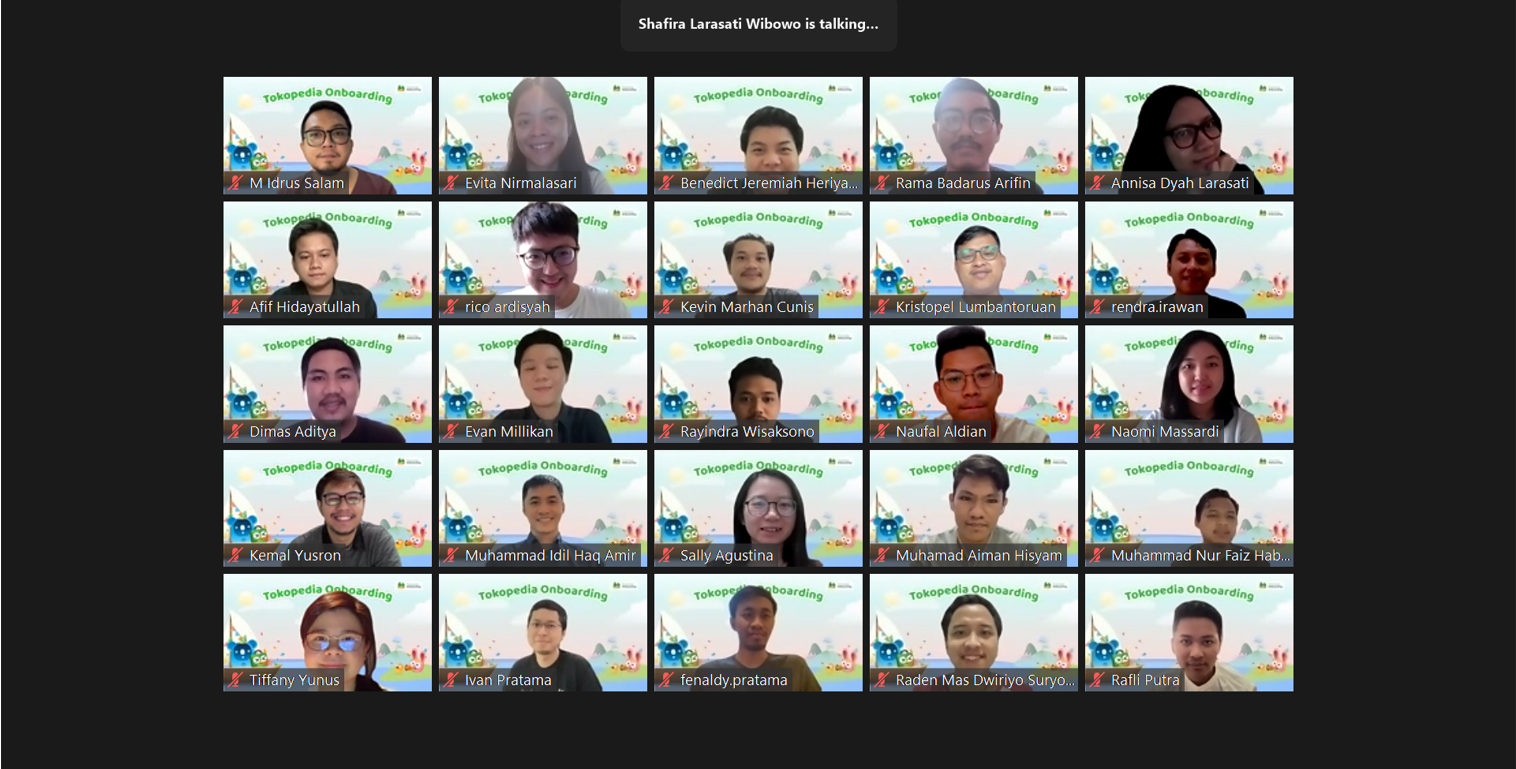 Shafira Larasati Wibowo is talking...
Tokopedia Onboarding
Tokopedia Onboarding
Tokopedia Onboarding
Tokopedia Onboarding
Tokopedia Onboarding
M Idrus Salam
Evita Nirmalasari
Benedict Jeremiah Heriya...
Rama Badarus Arifin
Annisa Dyah Larasati
Tokopedia Onboarding
Tokopedia Onboarding
Tokopedia Onboarding
Tokopedia Onboarding
Tokopedia Onboarding
Afif Hidayatullah
rico ardisyah
Kevin Marhan Cunis
Kristopel Lumbantoruan
rendra.irawan
Tokopedia Onboarding
Tokopedia Onboarding
Tokopedia Onboarding
Tokopedia Onboarding
Tokopedia Onboarding
Dimas Aditya
Evan Millikan
Rayindra Wisaksono
Naufal Aldian
Naomi Massardi
Tokopedia Onboarding
Tokopedia Onboarding
Tokopedia Onboarding
Tokopedia Onboarding
Tokopedia Onboarding
Kemal Yusron
Muhammad Idil Haq Amir
Sally Agustina
Muhamad Aiman Hisyam
Muhammad Nur Faiz Hab...
Tokopedia Onboarding
Tokopedia Onboarding
Tokopedia Onboarding
Tokopedia Onboarding
Tokopedia Onboarding
Tiffany Yunus
Ivan Pratama
fenaldy.pratama
Raden Mas Dwiriyo Suryo...
Rafli Putra